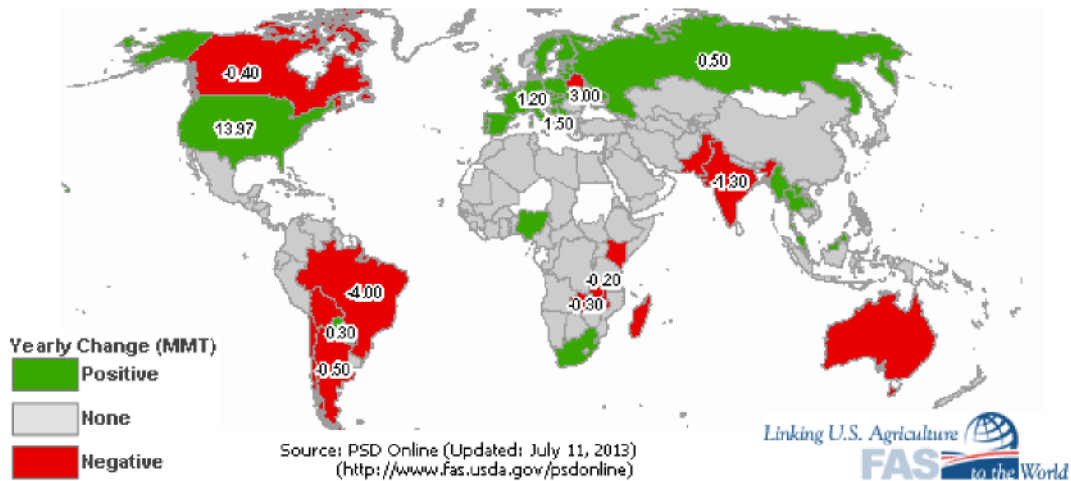 -0.40
0.50
1.20
3.00
13.97
1.50
-1.30
-0.20
-4.00
-0.30
0.30
-0.50
Yearly Change (MMT)
Positive
None
Negative
Source: PSD Online (Updated: July 11, 2013)
(http://www.fas.usda.gov/psdonline)
Linking U.S. Agriculture
FAS to the World